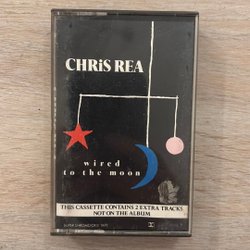 CHRiS REA
wired
to the moon
THIS CASSETTE CONTAINS 2 EXTRA TRACKS
NOT ON THE ALBUM